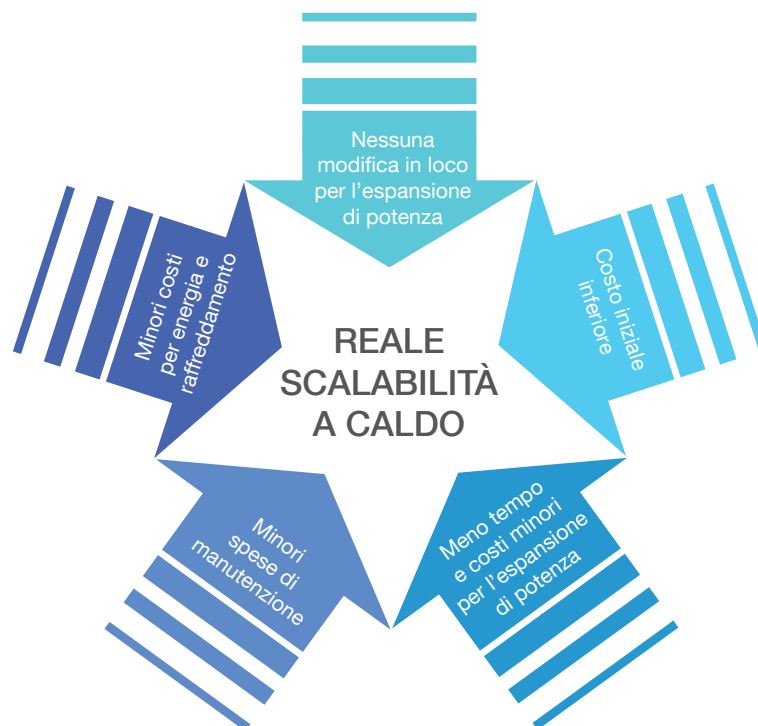 Nessuna
modifica in loco
per l'espansione
di potenza
Costo iniziale
inferiore
Meno tempo
e costi minori
per l'espansione
di potenza
Minori
spese di
manutenzione
Minori costi
per energia e
raffreddamento
REALE
SCALABILITÀ
A CALDO